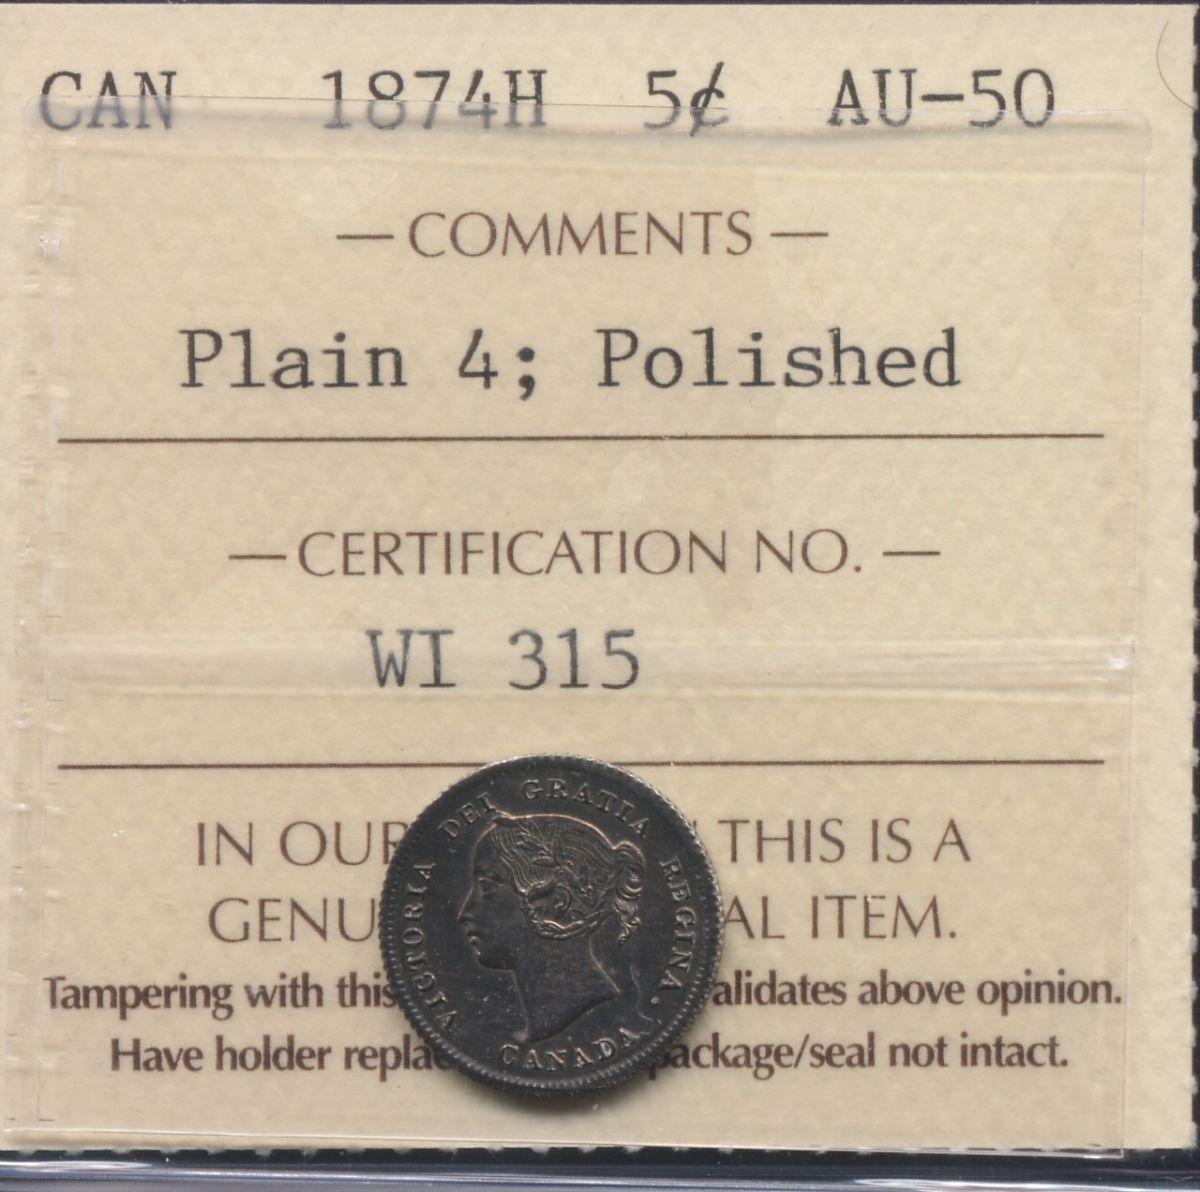 CAN 1874H 5¢ AU-50
— COMMENTS —
Plain 4; Polished
— CERTIFICATION NO. —
WI 315
IN OUR THIS IS A
GENU AL ITEM.
Tampering with this alidates above opinion.
Have holder repla package/seal not intact.
VICTORIA DEI GRATIA REGINA.
CANADA